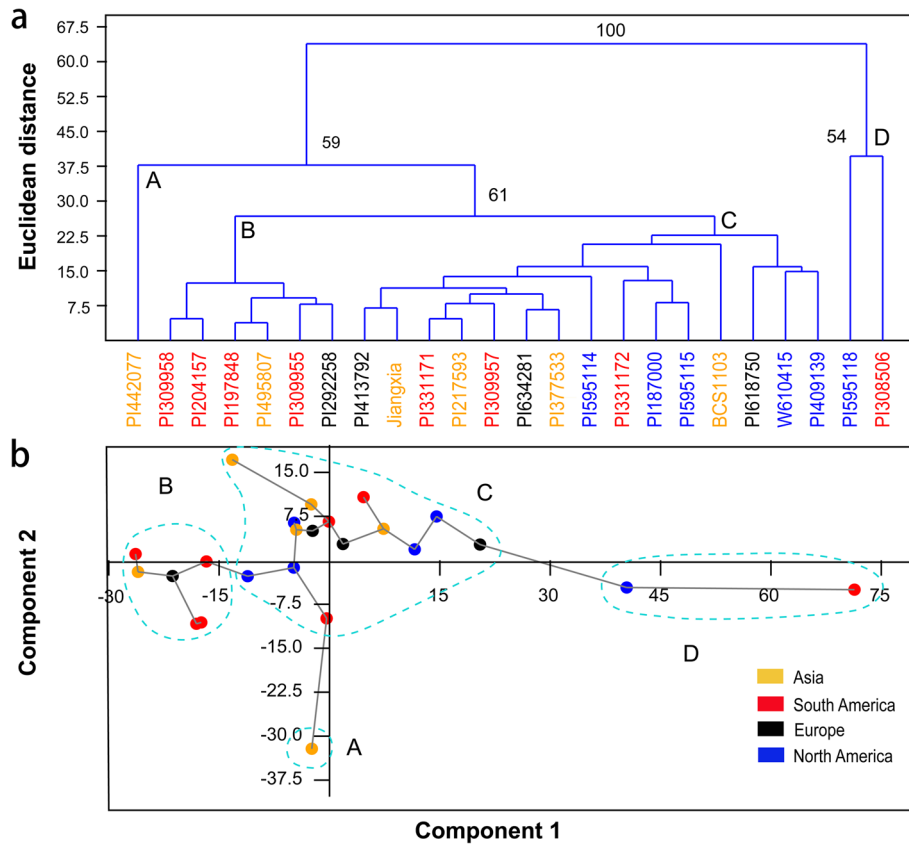 a
Euclidean distance
67.5
60.0
52.5
45.0
37.5
30.0
22.5
15.0
7.5
100
59
54
D
A
61
B
C
PI442077
PI309958
PI204157
PI197848
PI495807
PI309955
PI292258
PI413792
Jiangxia
PI331171
PI217593
PI309957
PI634281
PI377533
PI595114
PI331172
PI187000
PI595115
BCS1103
PI618750
W610415
PI409139
PI595118
PI308506
b
Component 2
15.0
7.5
-7.5
-15.0
-22.5
-30.0
-37.5
B
C
-30
-15
15
30
45
60
75
D
A
Asia
South America
Europe
North America
Component 1